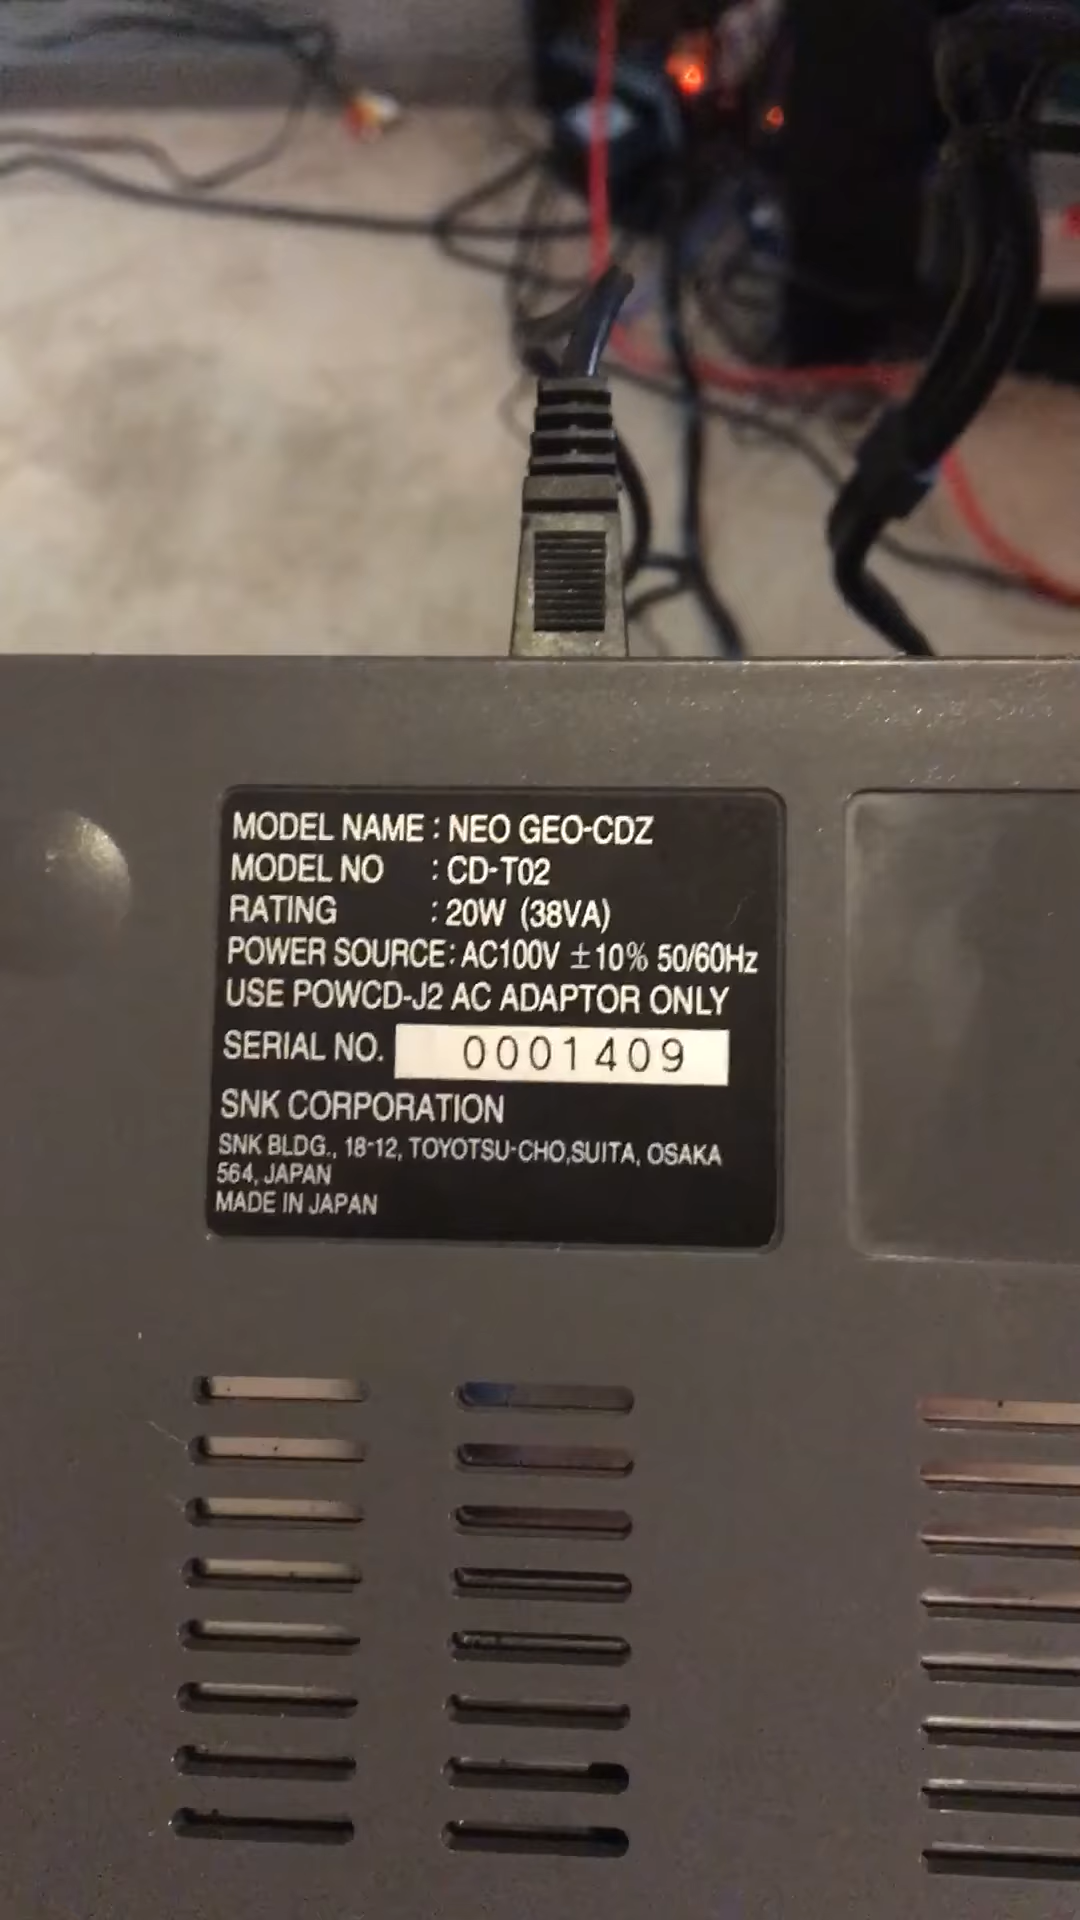 MODEL NAME : NEO GEO-CDZ
MODEL NO : CD-T02
RATING : 20W (38VA)
POWER SOURCE : AC100V ±10% 50/60Hz
USE POWCD-J2 AC ADAPTOR ONLY
SERIAL NO. 0001409
SNK CORPORATION
SNK BLDG., 18-12, TOYOTSU-CHO,SUITA, OSAKA
564, JAPAN
MADE IN JAPAN